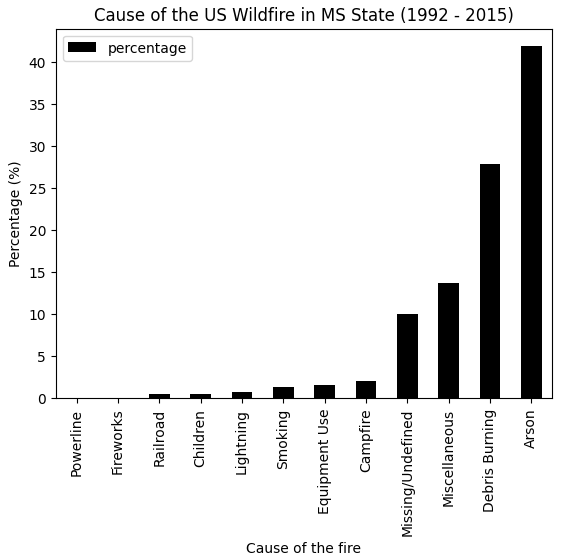 Cause of the US Wildfire in MS State (1992 - 2015)
percentage
Percentage (%)
40
35
30
25
20
15
10
5
0
Powerline
Fireworks
Railroad
Children
Lightning
Smoking
Equipment Use
Campfire
Missing/Undefined
Miscellaneous
Debris Burning
Arson
Cause of the fire